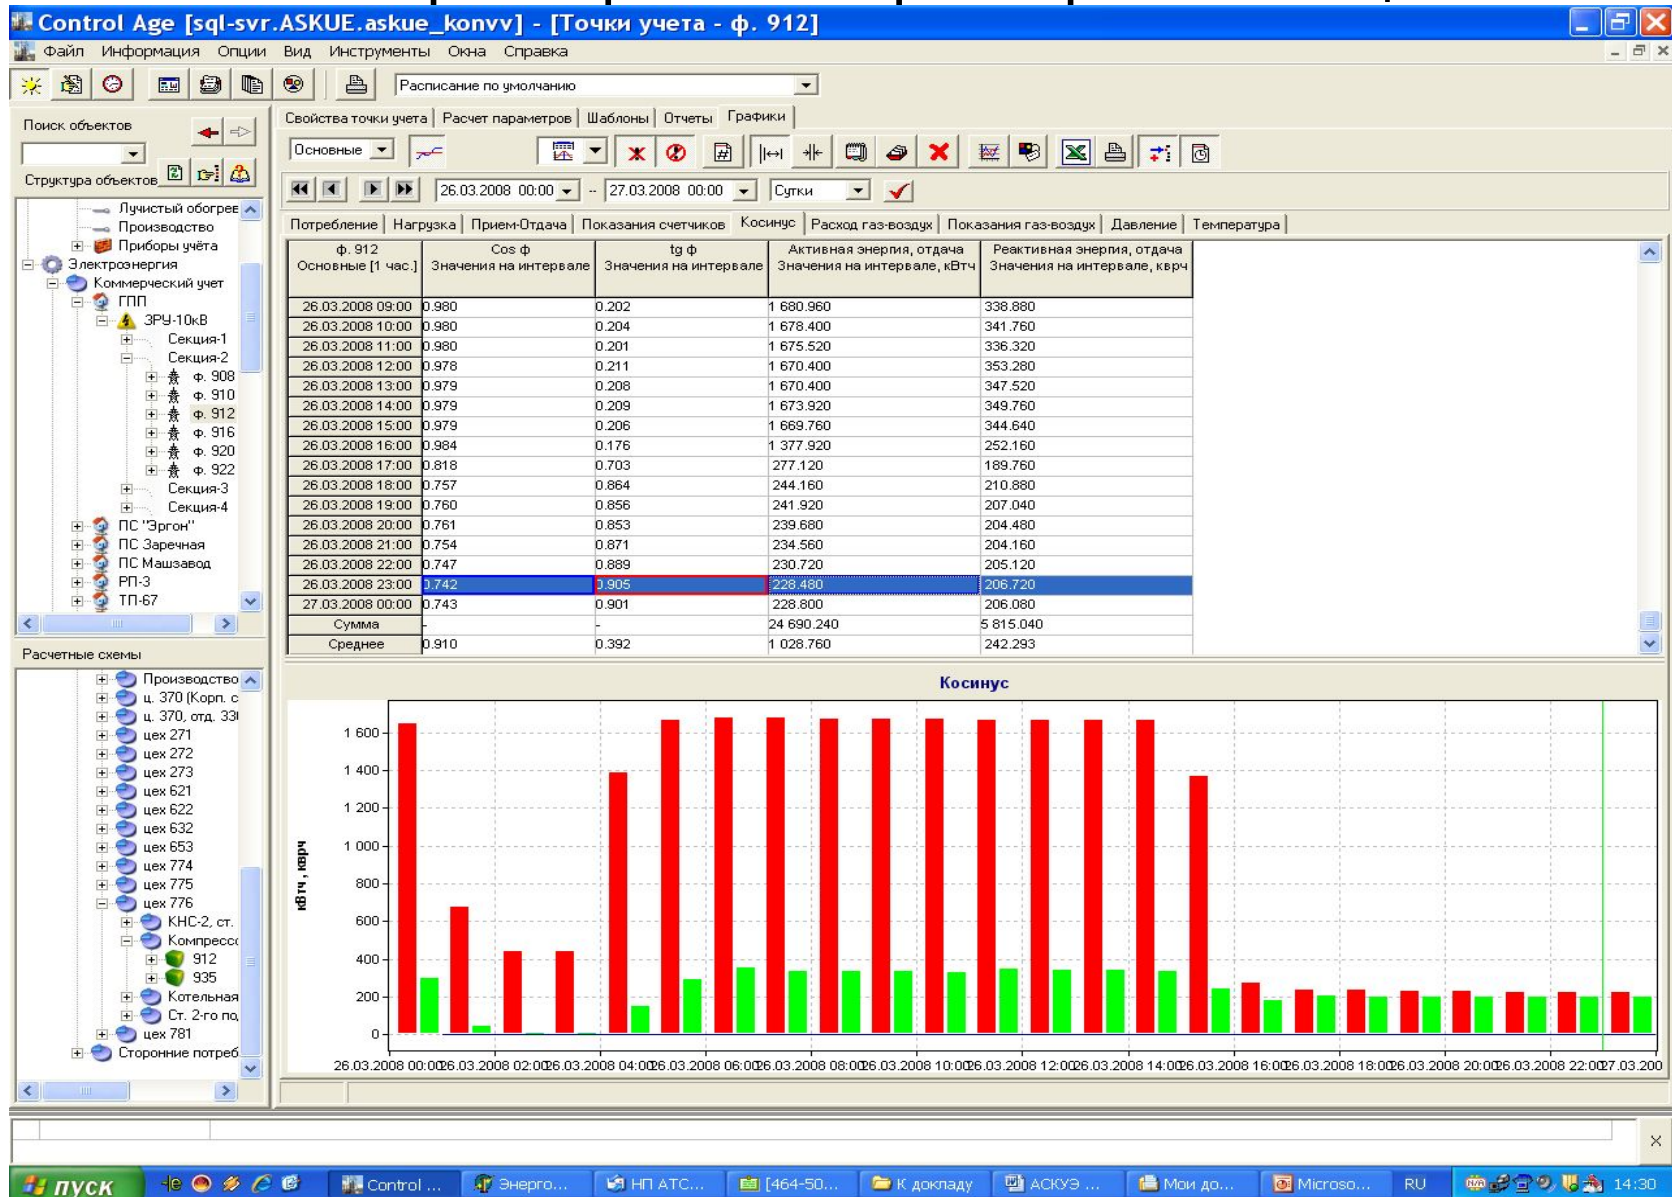 Control Age [sql-svr.ASKUE.askue_konvv] - [Точки учета - ф. 912]
Файл Информация Опции Вид Инструменты Окна Справка
Расписание по умолчанию
Поиск объектов
Структура объектов
Лучистый обогрев
Производство
Приборы учёта
Электроэнергия
Коммерческий учет
ГПП
ЗРУ-10кВ
Секция-1
Секция-2
ф. 908
ф. 910
ф. 912
ф. 916
ф. 920
ф. 922
Секция-3
Секция-4
ПС "Эргон"
ПС Заречная
ПС Машзавод
РП-3
ТП-67
Расчетные схемы
Производство
ц. 370 (Корп. с
ц. 370, отд. 33
цех 271
цех 272
цех 273
цех 621
цех 622
цех 632
цех 653
цех 774
цех 775
цех 776
КНС-2, ст.
Компрессо
912
935
Котельная
Ст. 2-го по
цех 781
Сторонние потреб
Свойства точки учета Расчет параметров Шаблоны Отчеты Графики
Основные
26.03.2008 00:00 -- 27.03.2008 00:00 Сутки
Потребление Нагрузка Прием-Отдача Показания счетчиков Косинус Расход газ-воздух Показания газ-воздух Давление Температура
ф. 912 Cos ф tg ф Активная энергия, отдача Реактивная энергия, отдача
Основные [1 час.] Значения на интервале Значения на интервале Значения на интервале, кВтч Значения на интервале, кврч
26.03.2008 09:00 0.980 0.202 1 680.960 338.880
26.03.2008 10:00 0.980 0.204 1 678.400 341.760
26.03.2008 11:00 0.980 0.201 1 675.520 336.320
26.03.2008 12:00 0.978 0.211 1 670.400 353.280
26.03.2008 13:00 0.979 0.208 1 670.400 347.520
26.03.2008 14:00 0.979 0.209 1 673.920 349.760
26.03.2008 15:00 0.979 0.206 1 669.760 344.640
26.03.2008 16:00 0.984 0.176 1 377.920 252.160
26.03.2008 17:00 0.818 0.703 277.120 189.760
26.03.2008 18:00 0.757 0.864 244.160 210.880
26.03.2008 19:00 0.760 0.856 241.920 207.040
26.03.2008 20:00 0.761 0.853 239.680 204.480
26.03.2008 21:00 0.754 0.871 234.560 204.160
26.03.2008 22:00 0.747 0.889 230.720 205.120
26.03.2008 23:00 0.742 0.905 228.480 206.720
27.03.2008 00:00 0.743 0.901 228.800 206.080
Сумма - - 24 690.240 5 815.040
Среднее 0.910 0.392 1 028.760 242.293
Косинус
кВтч, кврч
1 600
1 400
1 200
1 000
800
600
400
200
0
26.03.2008 00:00 26.03.2008 02:00 26.03.2008 04:00 26.03.2008 06:00 26.03.2008 08:00 26.03.2008 10:00 26.03.2008 12:00 26.03.2008 14:00 26.03.2008 16:00 26.03.2008 18:00 26.03.2008 20:00 26.03.2008 22:00 27.03.200
пуск Control ... Энерго... НП АТС... [464-50... К докладу АСКУЭ ... Мои до... Microso... RU 14:30